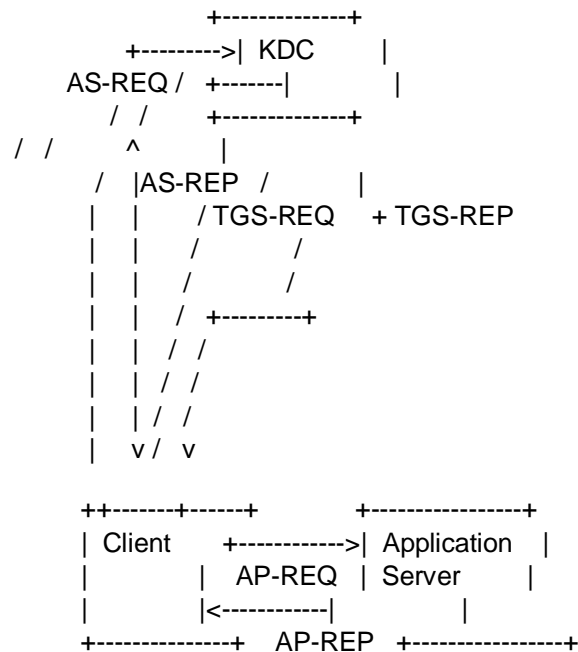 +--------------+
+--------->| KDC |
AS-REQ / +-------| |
/ / +--------------+
/ / ^ |
/ |AS-REP / |
| | / TGS-REQ + TGS-REP
| | / /
| | / /
| | / +---------+
| | / /
| | / /
| | / /
| v / v
++-------+------+ +-----------------+
| Client +------------>| Application |
| | AP-REQ | Server |
| |<------------| |
+---------------+ AP-REP +-----------------+